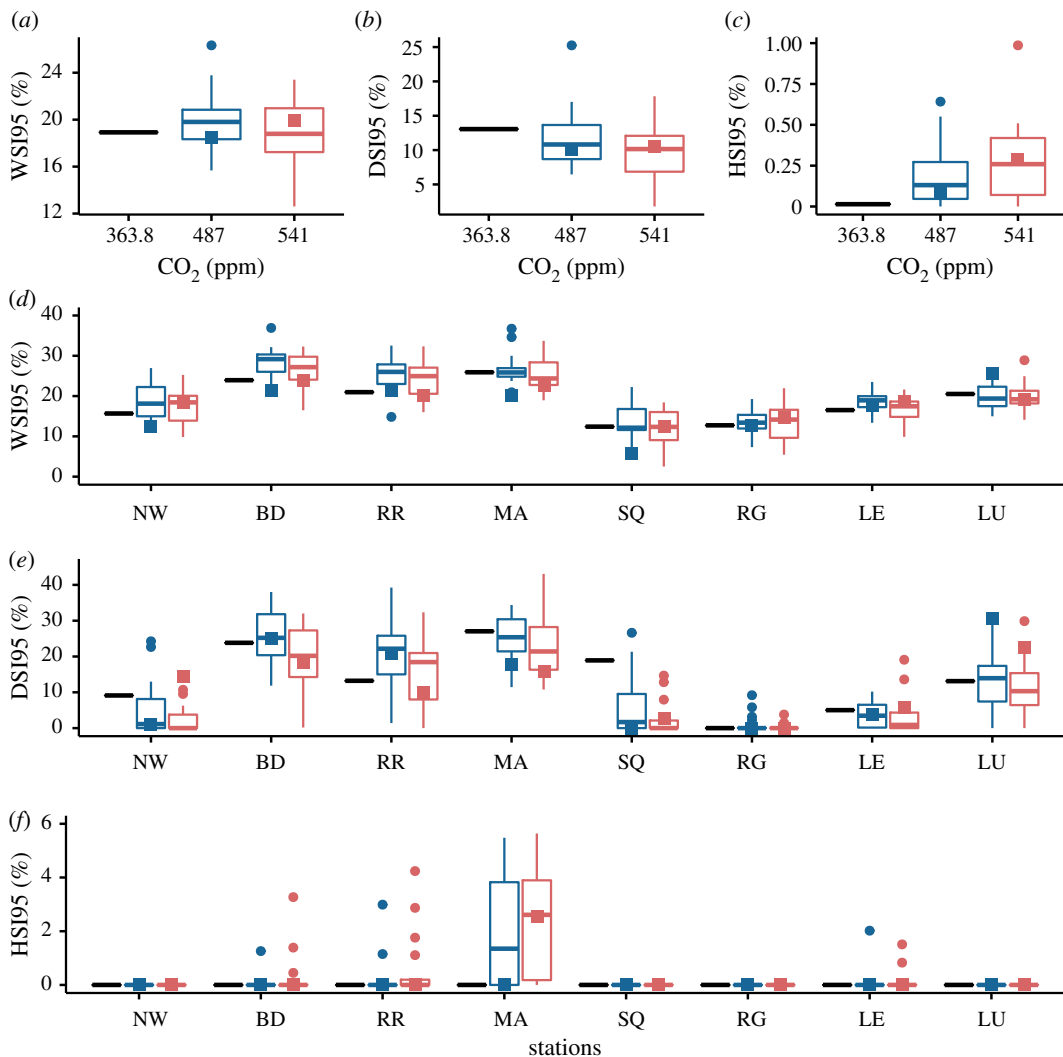 (a)
WSI95 (%)
24
20
16
12
363.8 487 541
CO2 (ppm)
(b)
DSI95 (%)
25
20
15
10
5
363.8 487 541
CO2 (ppm)
(c)
HSI95 (%)
1.00
0.75
0.50
0.25
0
363.8 487 541
CO2 (ppm)
(d)
WSI95 (%)
40
30
20
10
0
NW BD RR MA SQ RG LE LU
(e)
DSI95 (%)
40
30
20
10
0
NW BD RR MA SQ RG LE LU
(f)
HSI95 (%)
6
4
2
0
NW BD RR MA SQ RG LE LU
stations